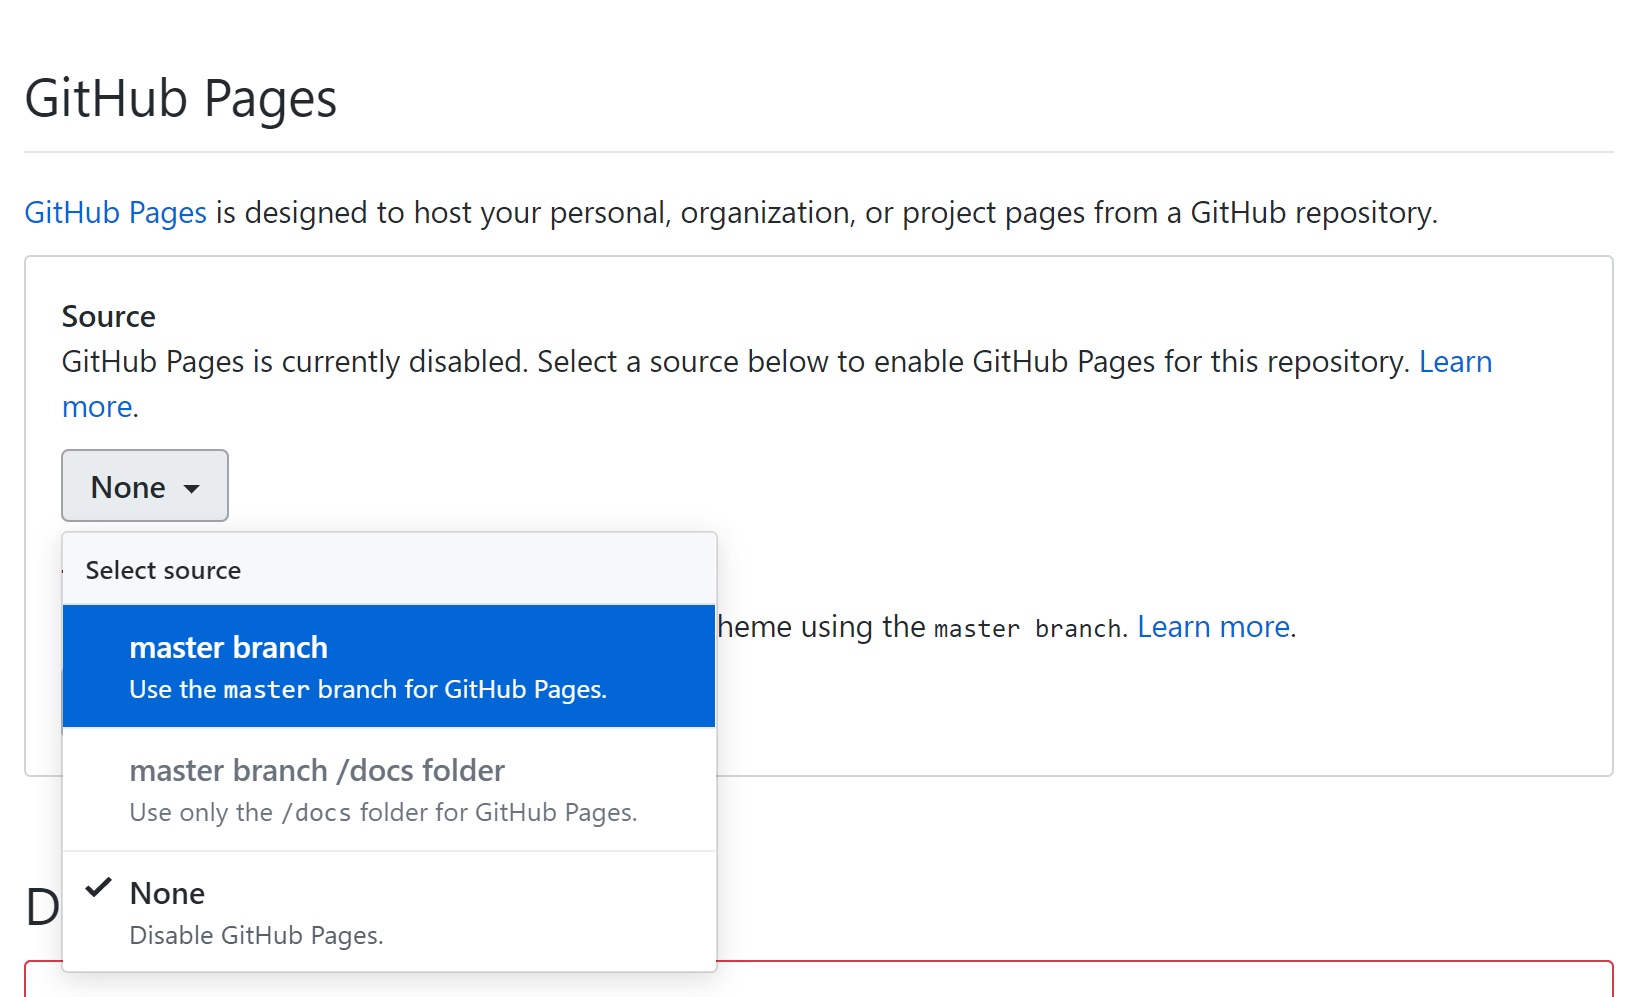 GitHub Pages
GitHub Pages is designed to host your personal, organization, or project pages from a GitHub repository.
Source
GitHub Pages is currently disabled. Select a source below to enable GitHub Pages for this repository. Learn
more.
None
Select source
heme using the master branch. Learn more.
master branch
Use the master branch for GitHub Pages.
master branch /docs folder
Use only the /docs folder for GitHub Pages.
None
Disable GitHub Pages.
D